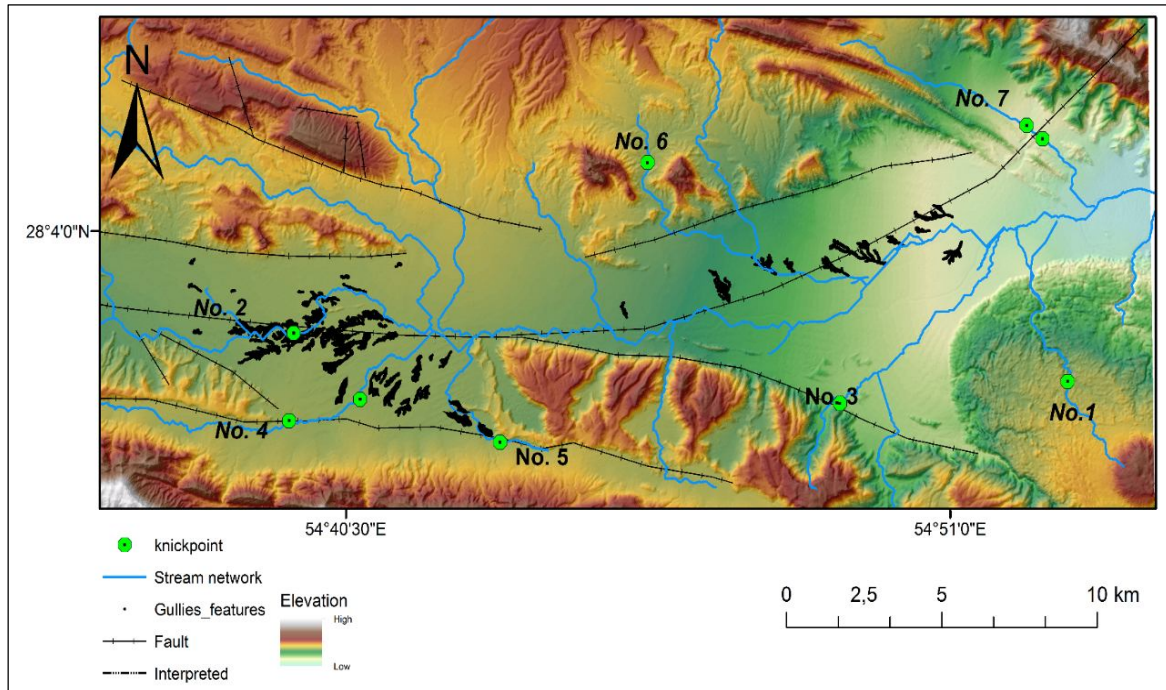 N
No. 7
No. 6
28°4'0"N
No. 2
No. 3
No.1
No. 4
No. 5
54°40'30"E
54°51'0"E
knickpoint
Stream network
Gullies_features
Fault
Interpreted
Elevation
High
Low
0 2,5 5 10 km